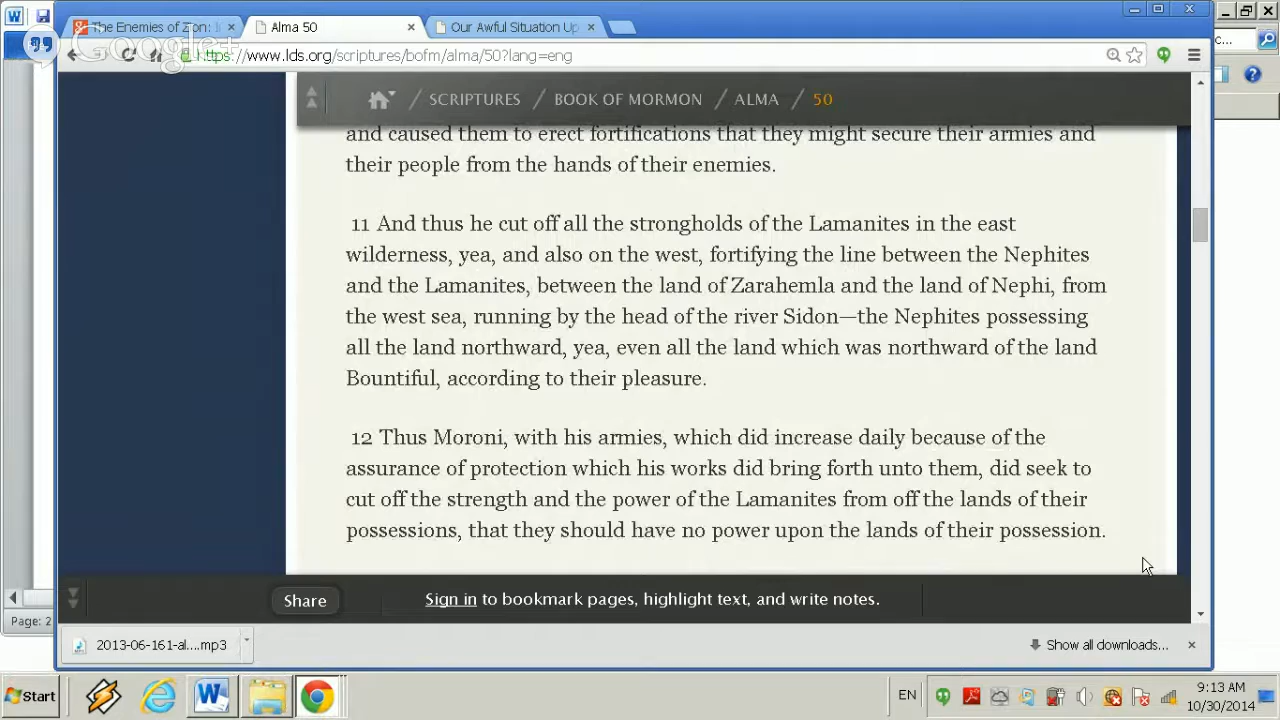 The Enemies of Zion: 1
Alma 50
Our Awful Situation Up
Google+
https://www.lds.org/scriptures/bofm/alma/50?lang=eng
SCRIPTURES / BOOK OF MORMON / ALMA / 50
and caused them to erect fortifications that they might secure their armies and
their people from the hands of their enemies.
11 And thus he cut off all the strongholds of the Lamanites in the east
wilderness, yea, and also on the west, fortifying the line between the Nephites
and the Lamanites, between the land of Zarahemla and the land of Nephi, from
the west sea, running by the head of the river Sidon—the Nephites possessing
all the land northward, yea, even all the land which was northward of the land
Bountiful, according to their pleasure.
12 Thus Moroni, with his armies, which did increase daily because of the
assurance of protection which his works did bring forth unto them, did seek to
cut off the strength and the power of the Lamanites from off the lands of their
possessions, that they should have no power upon the lands of their possession.
Share
Sign in to bookmark pages, highlight text, and write notes.
Page: 2
2013-06-161-al....mp3
Show all downloads...
Start
EN
9:13 AM
10/30/2014